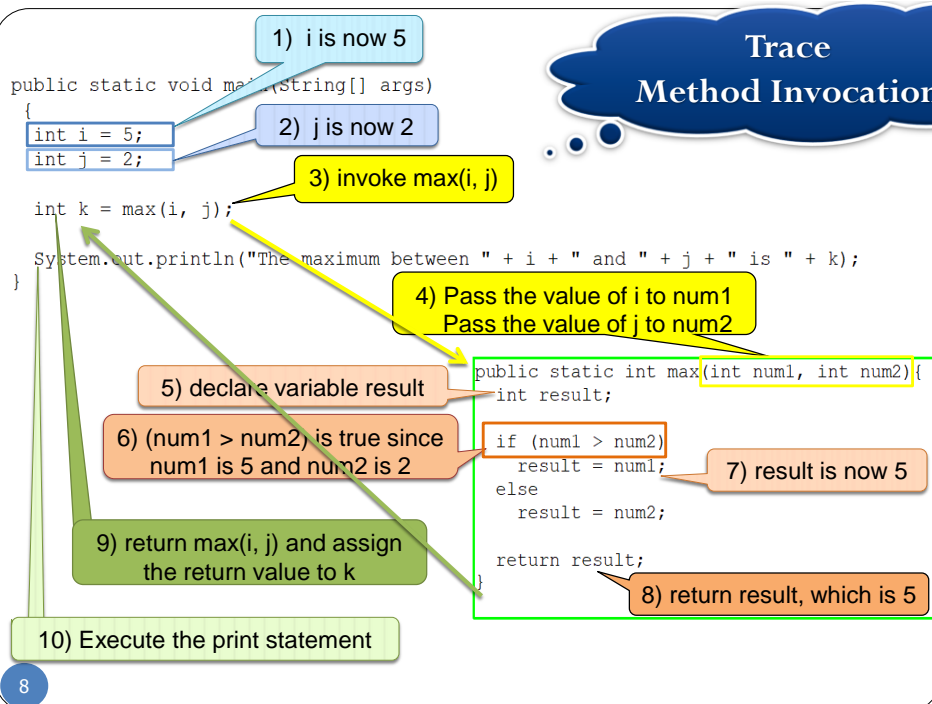 Trace
Method Invocation
1) i is now 5
public static void main(String[] args)
{
int i = 5;
2) j is now 2
int j = 2;
3) invoke max(i, j)
int k = max(i, j);
System.out.println("The maximum between " + i + " and " + j + " is " + k);
}
4) Pass the value of i to num1
Pass the value of j to num2
public static int max(int num1, int num2){
5) declare variable result
int result;
6) (num1 > num2) is true since
num1 is 5 and num2 is 2
if (num1 > num2)
result = num1;
7) result is now 5
else
result = num2;
9) return max(i, j) and assign
the return value to k
return result;
}
8) return result, which is 5
10) Execute the print statement
8